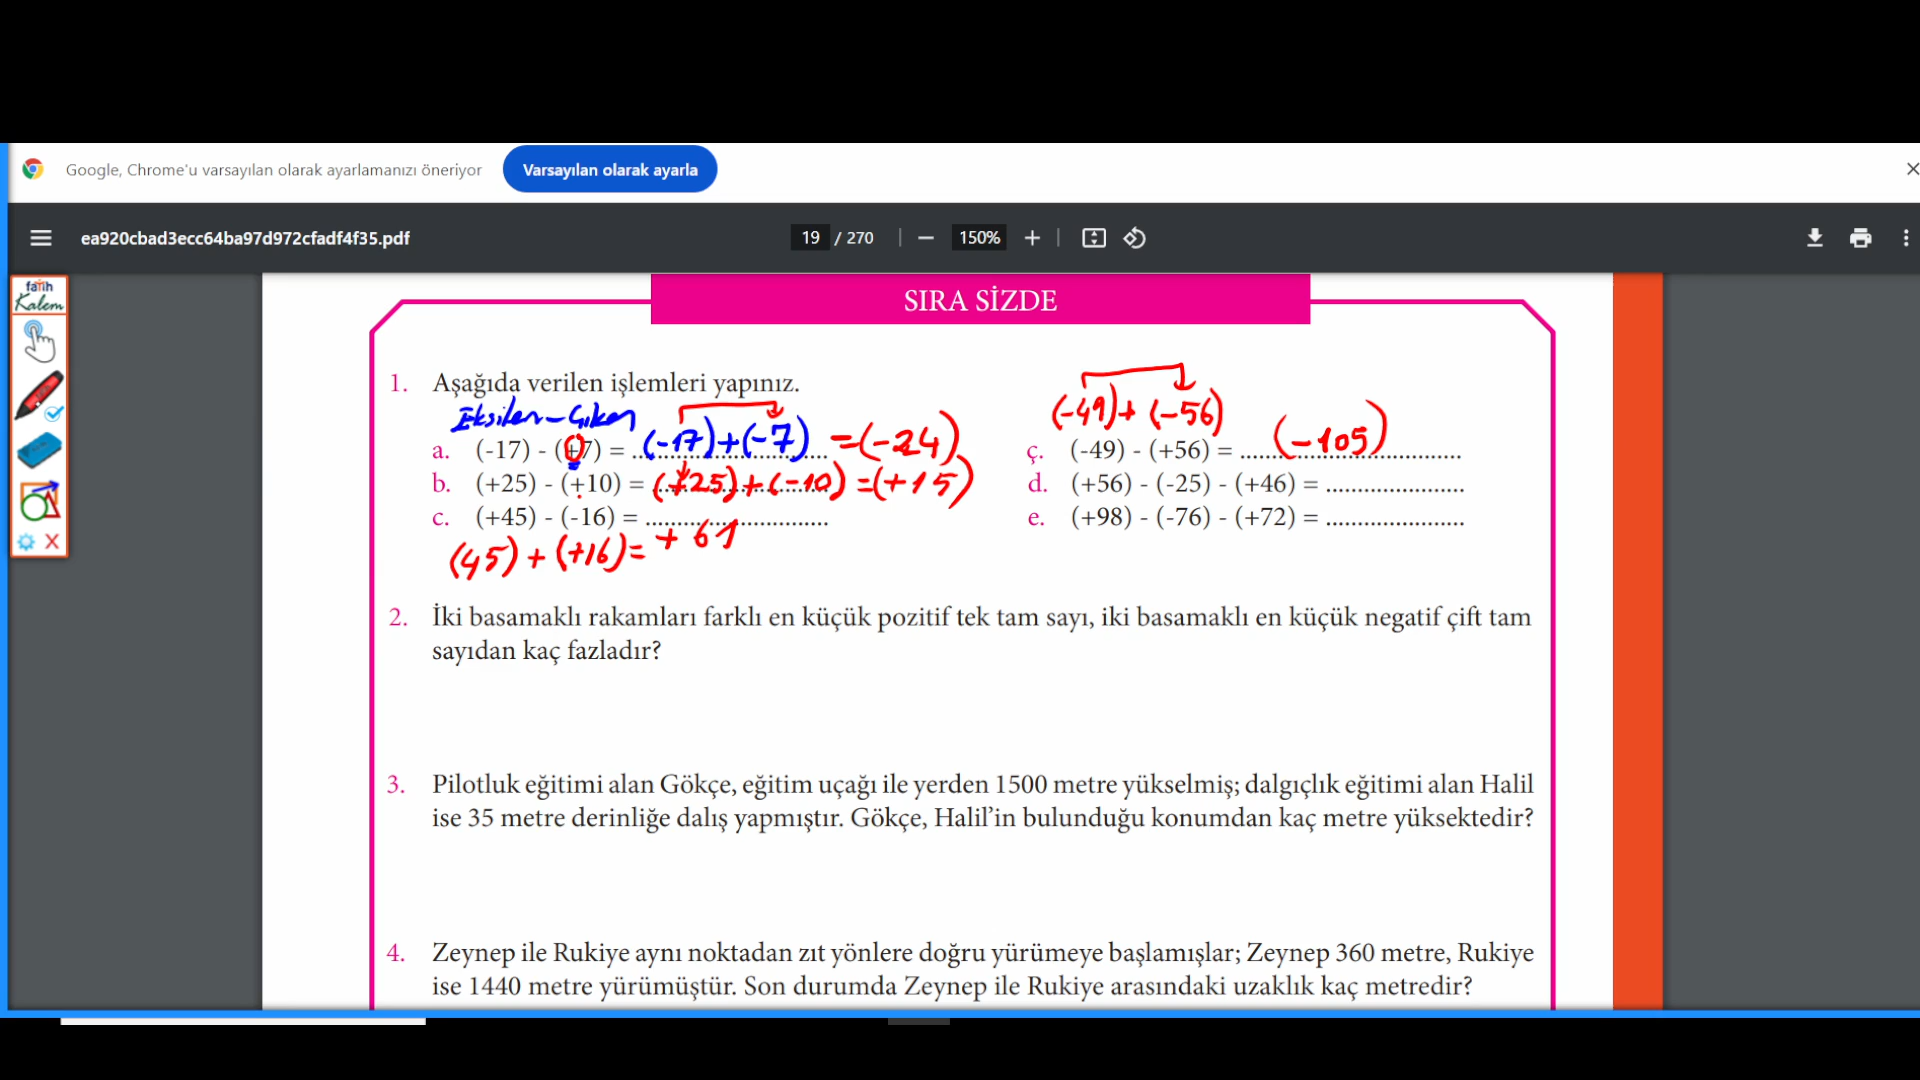 Google, Chrome'u varsayılan olarak ayarlamanızı öneriyor Varsayılan olarak ayarla
ea920cbad3ecc64ba97d972cfadf4f35.pdf 19 / 270 150%
fatih
Kalem
SIRA SİZDE
1. Aşağıda verilen işlemleri yapınız.
Eksilen - Çıkan
a. (-17) - (+7) = .......................... (-17)+(-7) =(-24)
b. (+25) - (+10) = .......................... (+25)+(-10)=(+15)
c. (+45) - (-16) = ..........................
(45)+(+16)= +61
(-49)+(-56)
ç. (-49) - (+56) = .............................. (-105)
d. (+56) - (-25) - (+46) = ....................
e. (+98) - (-76) - (+72) = ....................
2. İki basamaklı rakamları farklı en küçük pozitif tek tam sayı, iki basamaklı en küçük negatif çift tam
sayıdan kaç fazladır?
3. Pilotluk eğitimi alan Gökçe, eğitim uçağı ile yerden 1500 metre yükselmiş; dalgıçlık eğitimi alan Halil
ise 35 metre derinliğe dalış yapmıştır. Gökçe, Halil'in bulunduğu konumdan kaç metre yüksektedir?
4. Zeynep ile Rukiye aynı noktadan zıt yönlere doğru yürümeye başlamışlar; Zeynep 360 metre, Rukiye
ise 1440 metre yürümüştür. Son durumda Zeynep ile Rukiye arasındaki uzaklık kaç metredir?